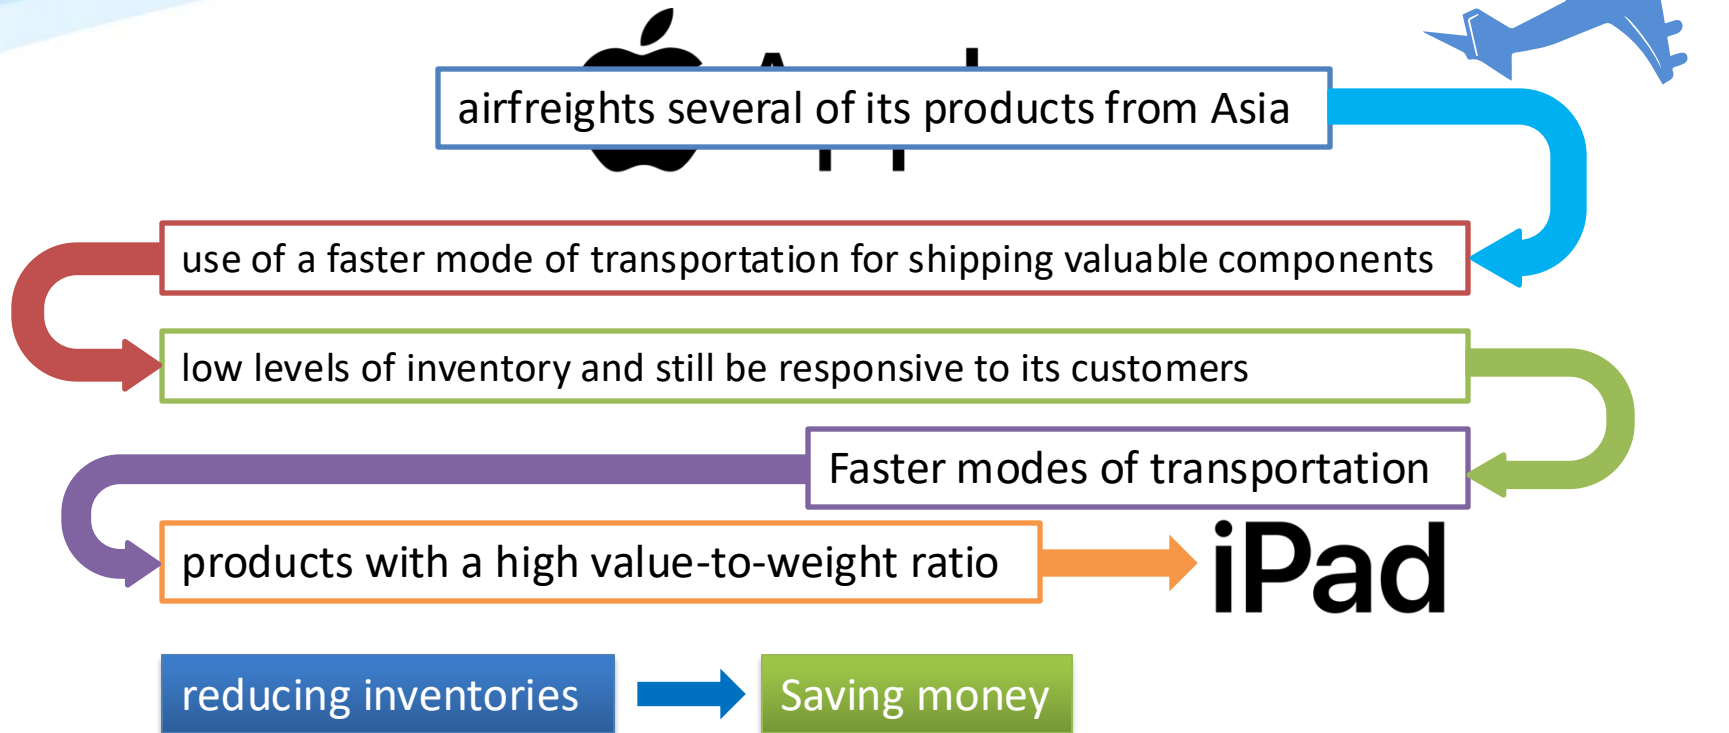 airfreights several of its products from Asia
use of a faster mode of transportation for shipping valuable components
low levels of inventory and still be responsive to its customers
Faster modes of transportation
products with a high value-to-weight ratio
iPad
reducing inventories
Saving money